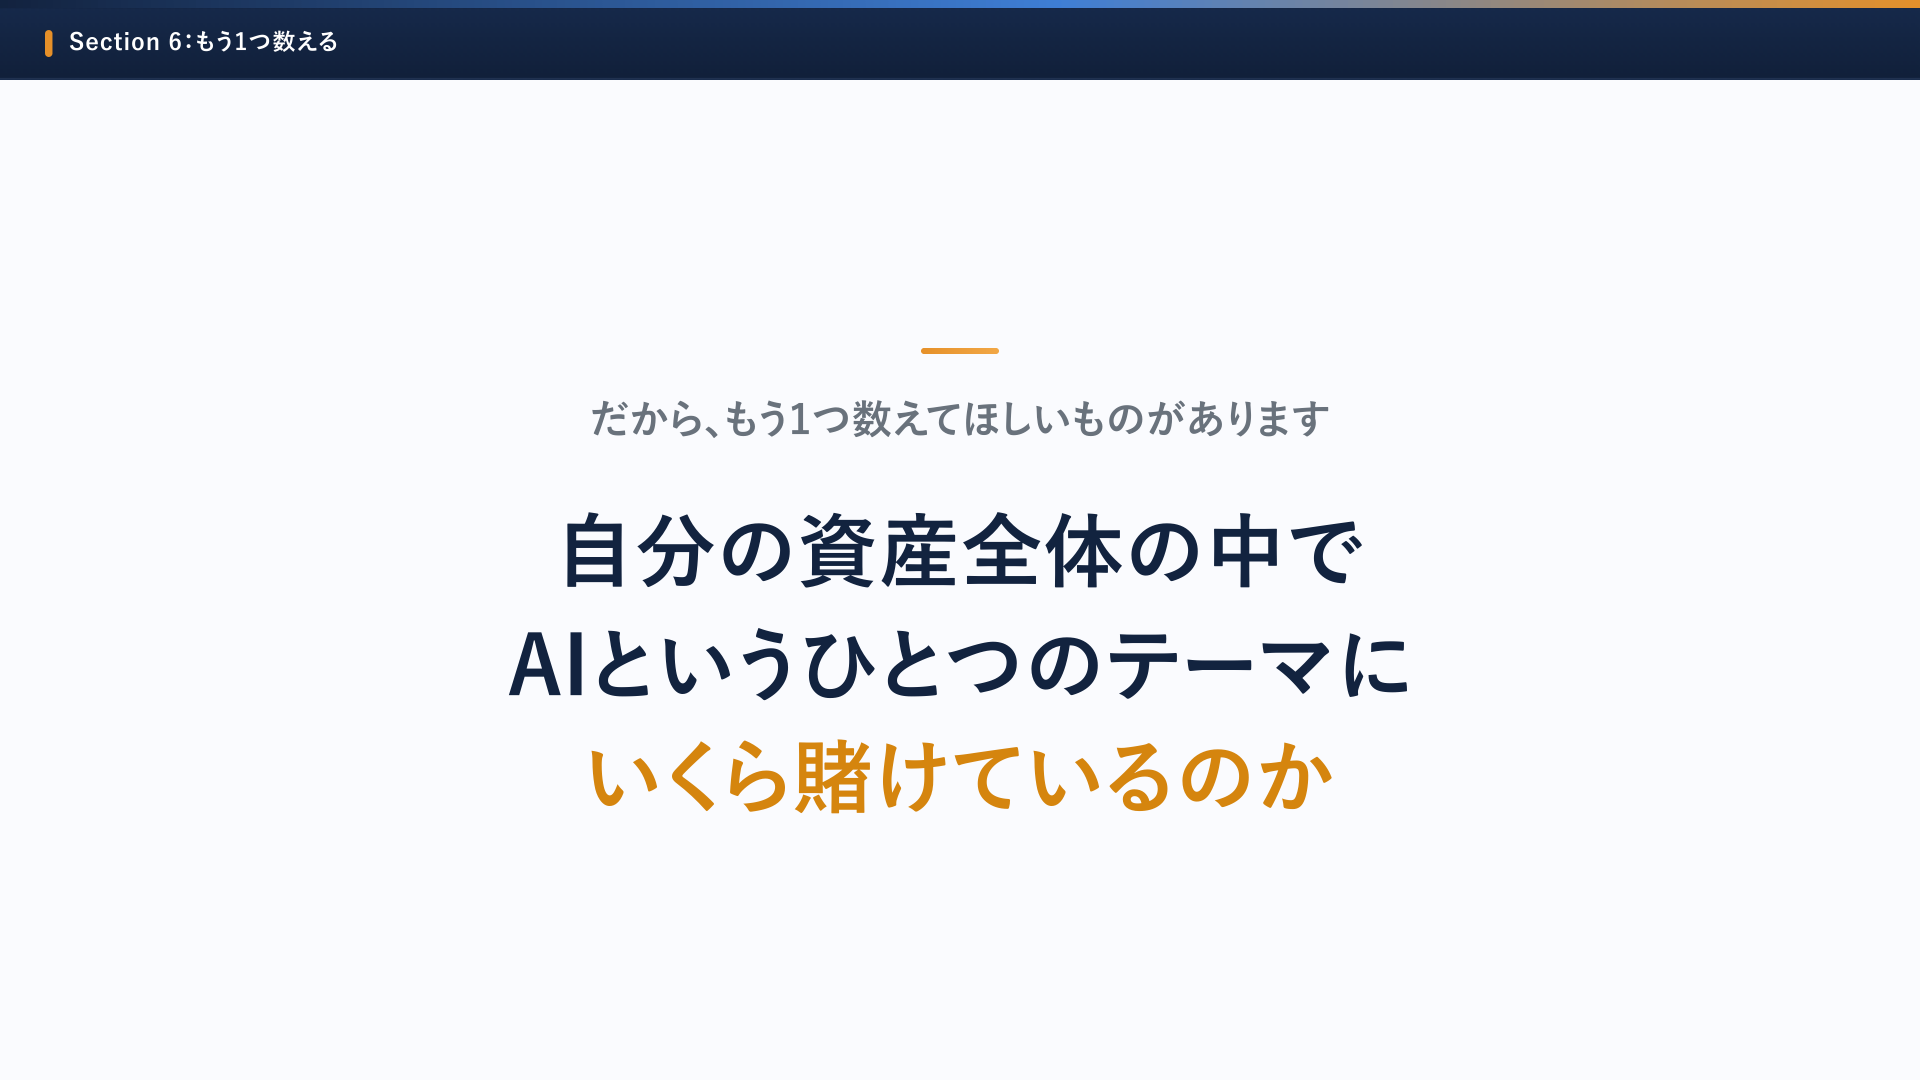 Section 6：もう1つ数える
だから、もう1つ数えてほしいものがあります
自分の資産全体の中で
AIというひとつのテーマに
いくら賭けているのか